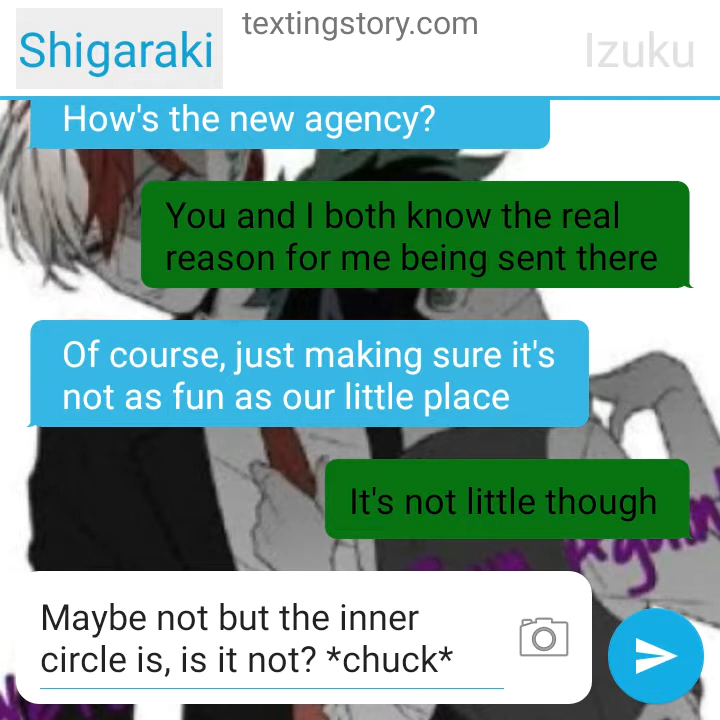 textingstory.com
Shigaraki
Izuku
How's the new agency?
You and I both know the real
reason for me being sent there
Of course, just making sure it's
not as fun as our little place
It's not little though
Again
Maybe not but the inner
circle is, is it not? *chuck*